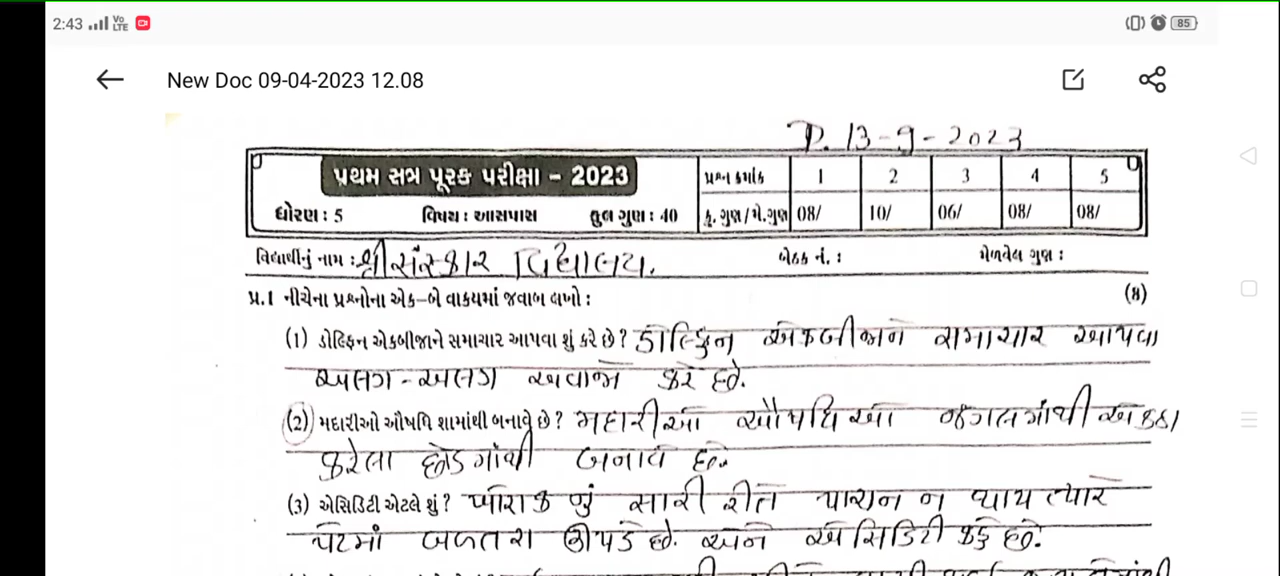 2:43 Vo LTE 85
New Doc 09-04-2023 12.08
D. 13-9-2023
પ્રથમ સત્ર પૂરક પરીક્ષા - 2023 પ્રશ્ન ક્રમાંક 1 2 3 4 5
ધોરણ : 5 વિષય : આસપાસ કુલ ગુણ : 40 કુ. ગુણ/મે.ગુણ 08/ 10/ 06/ 08/ 08/
વિદ્યાર્થીનું નામ : શ્રી સંસ્કાર વિદ્યાલય. બેઠક નં. : મેળવેલ ગુણ :
પ્ર.1 નીચેના પ્રશ્નોના એક-બે વાક્યમાં જવાબ લખો : (8)
(1) ડોલ્ફિન એકબીજાને સમાચાર આપવા શું કરે છે? ડોલ્ફિન એકબીજાને સમાચાર આપવા
અલગ-અલગ અવાજો કરે છે.
(2) મદારીઓ ઔષધિ શામાંથી બનાવે છે? મદારીઓ ઔષધિઓ જંગલમાંથી એકઠા
કરેલા છોડમાંથી બનાવે છે.
(3) એસિડિટી એટલે શું? ખોરાકનું સારી રીતે પાચન ન થાય ત્યારે
પેટમાં બળતરા ઊપડે છે. એને એસિડિટી કહે છે.